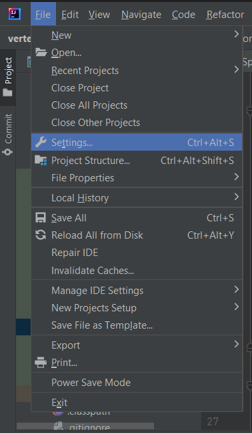 File Edit View Navigate Code Refactor
verte
Project
Commit
New
Open...
Recent Projects
Close Project
Close All Projects
Close Other Projects
Settings... Ctrl+Alt+S
Project Structure... Ctrl+Alt+Shift+S
File Properties
Local History
Save All Ctrl+S
Reload All from Disk Ctrl+Alt+Y
Repair IDE
Invalidate Caches...
Manage IDE Settings
New Projects Setup
Save File as Template...
Export
Print...
Power Save Mode
Exit
.classpath
.gitignore
27